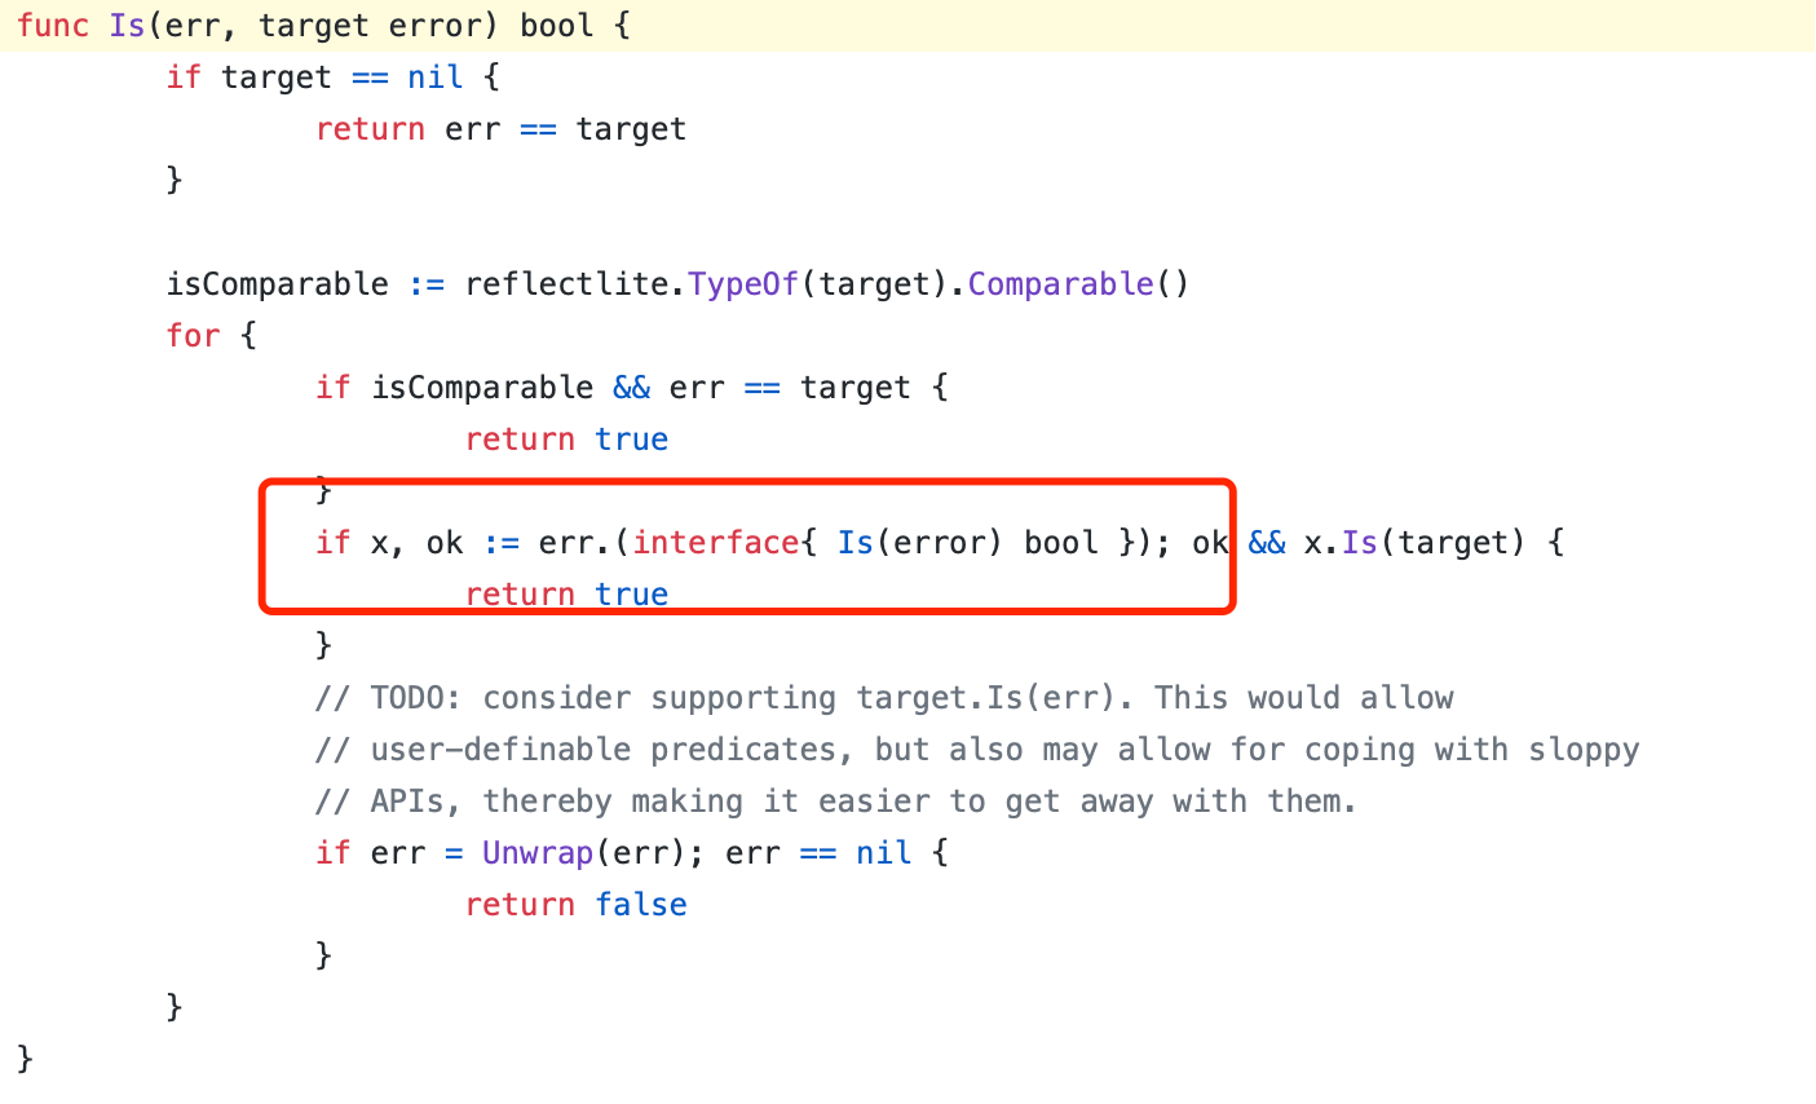 func Is(err, target error) bool {
if target == nil {
return err == target
}
isComparable := reflectlite.TypeOf(target).Comparable()
for {
if isComparable && err == target {
return true
}
if x, ok := err.(interface{ Is(error) bool }); ok && x.Is(target) {
return true
}
// TODO: consider supporting target.Is(err). This would allow
// user-definable predicates, but also may allow for coping with sloppy
// APIs, thereby making it easier to get away with them.
if err = Unwrap(err); err == nil {
return false
}
}
}